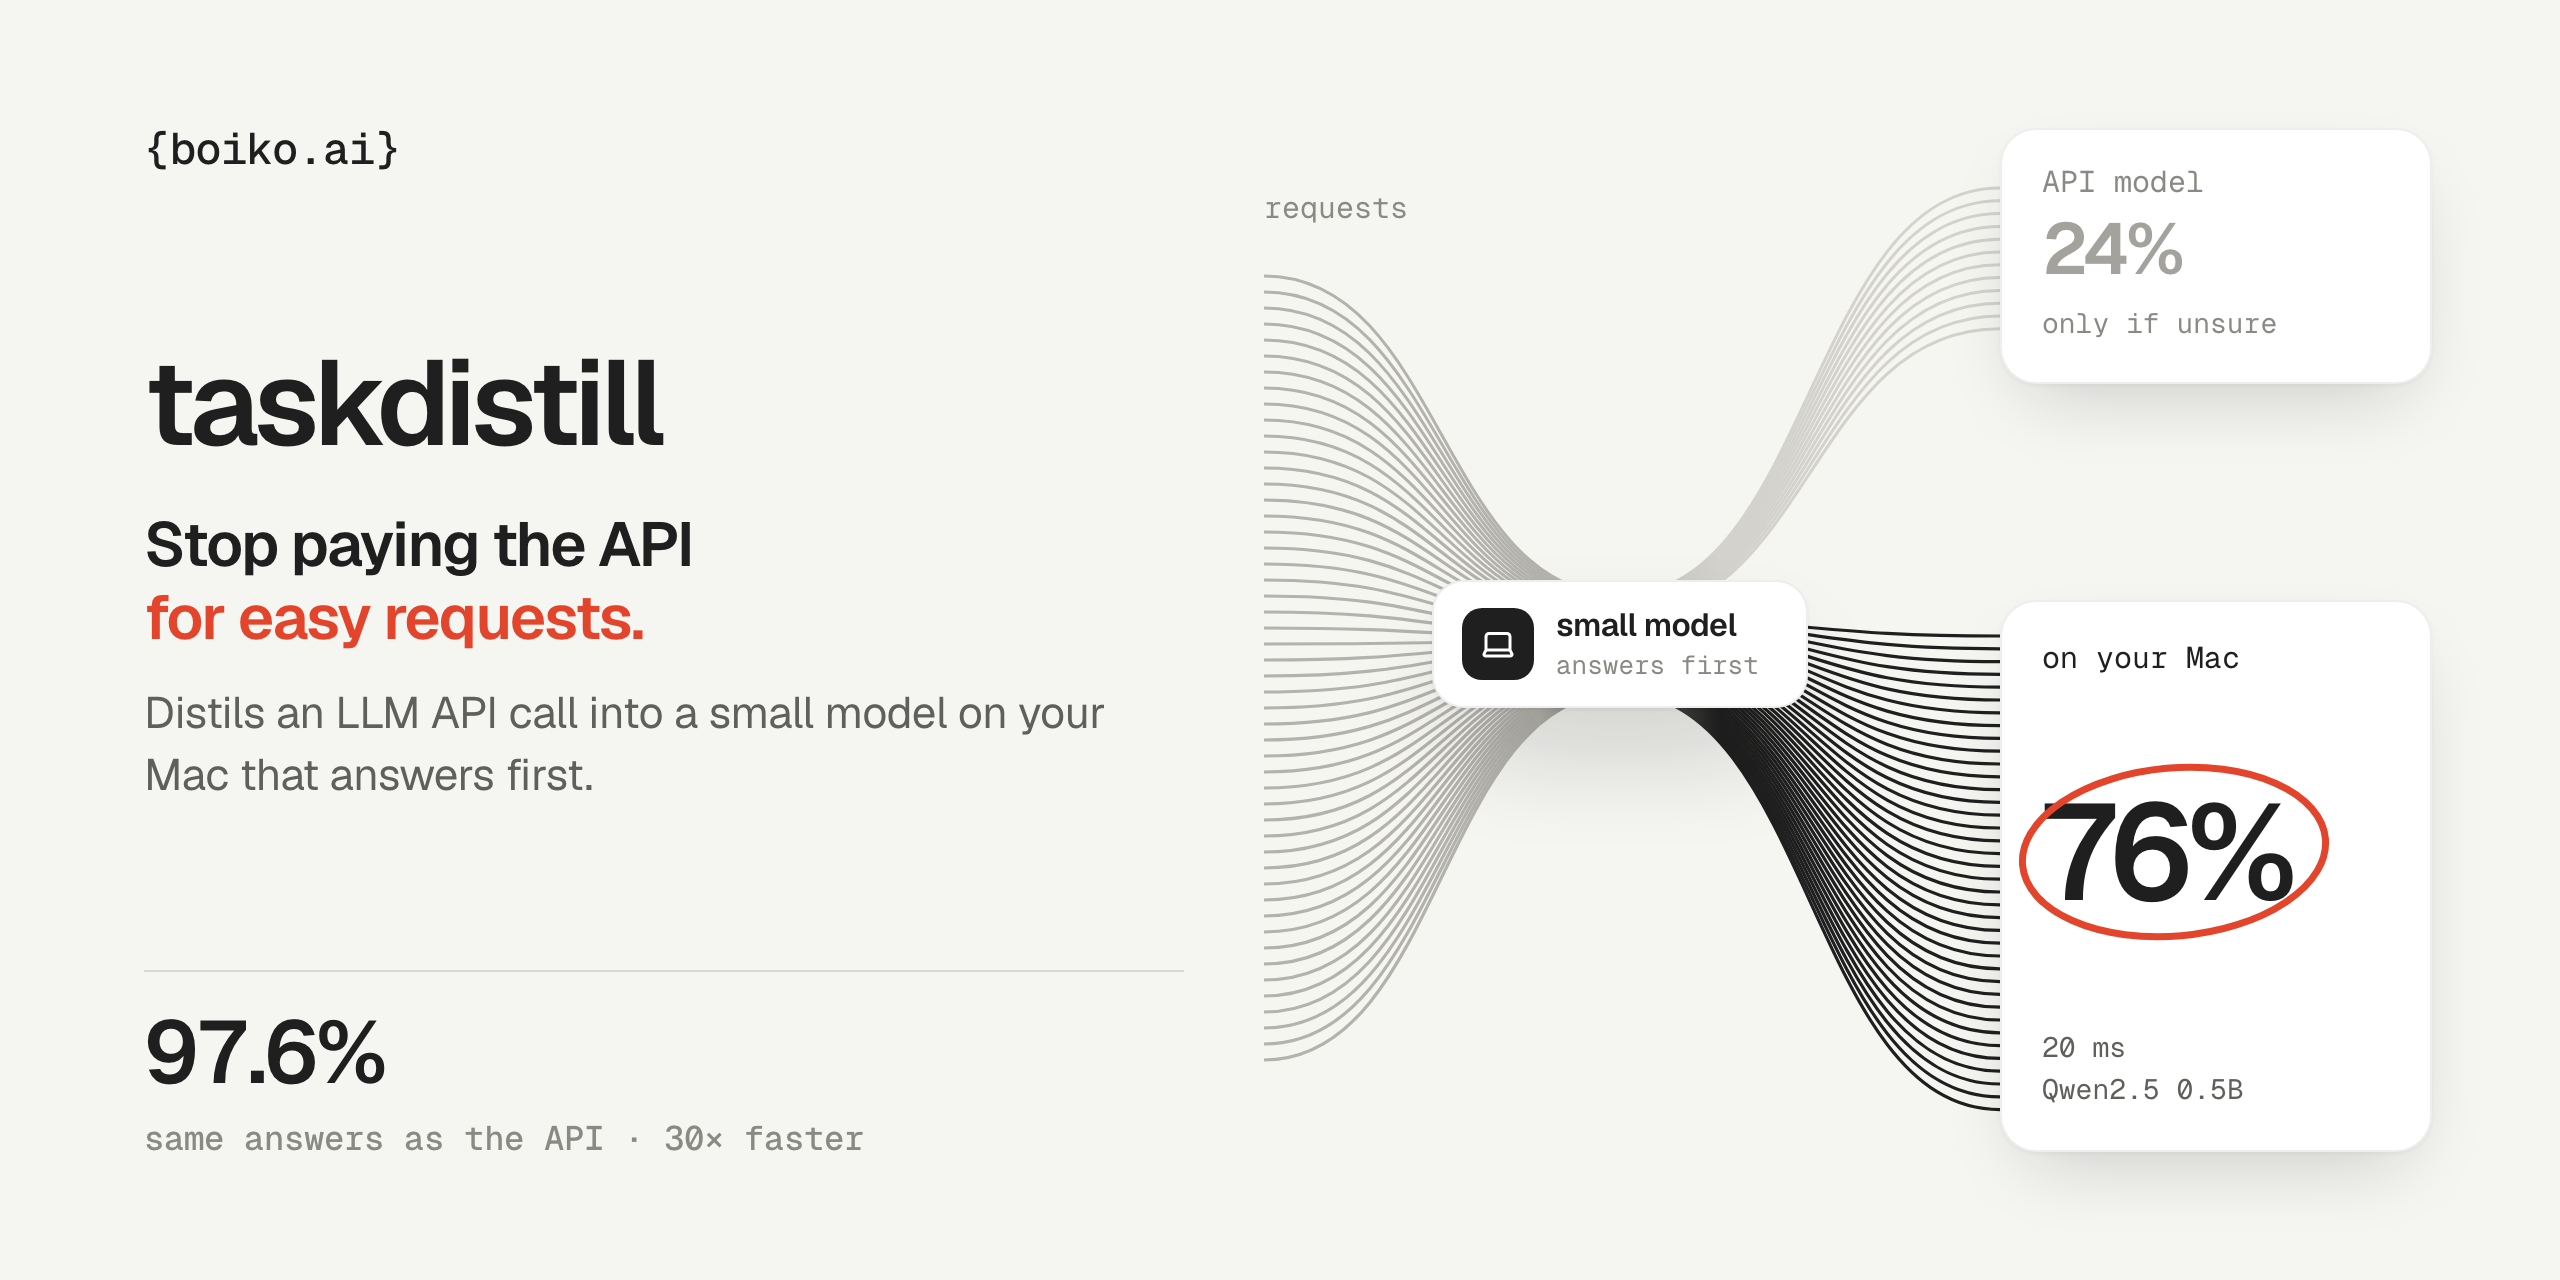 {boiko.ai}
taskdistill
Stop paying the API
for easy requests.
Distils an LLM API call into a small model on your
Mac that answers first.
97.6%
same answers as the API · 30× faster
requests
small model
answers first
API model
24%
only if unsure
on your Mac
76%
20 ms
Qwen2.5 0.5B